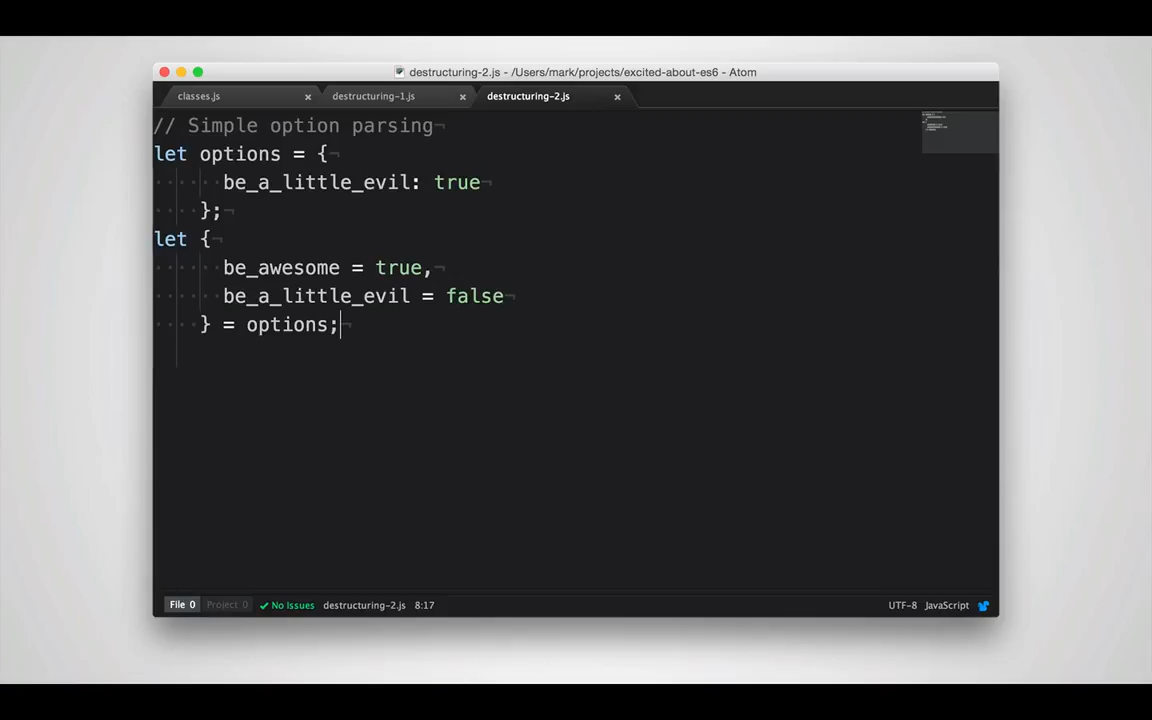 destructuring-2.js - /Users/mark/projects/excited-about-es6 - Atom
classes.js destructuring-1.js destructuring-2.js
// Simple option parsing
let options = {
be_a_little_evil: true
};
let {
be_awesome = true,
be_a_little_evil = false
} = options;
File 0 Project 0 No Issues destructuring-2.js 8:17 UTF-8 JavaScript